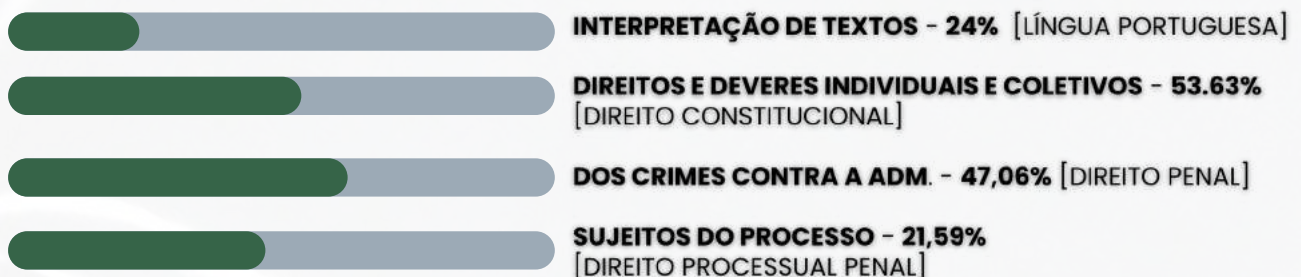 INTERPRETAÇÃO DE TEXTOS - 24% [LÍNGUA PORTUGUESA]
DIREITOS E DEVERES INDIVIDUAIS E COLETIVOS - 53.63%
[DIREITO CONSTITUCIONAL]
DOS CRIMES CONTRA A ADM. - 47,06% [DIREITO PENAL]
SUJEITOS DO PROCESSO - 21,59%
[DIREITO PROCESSUAL PENAL]